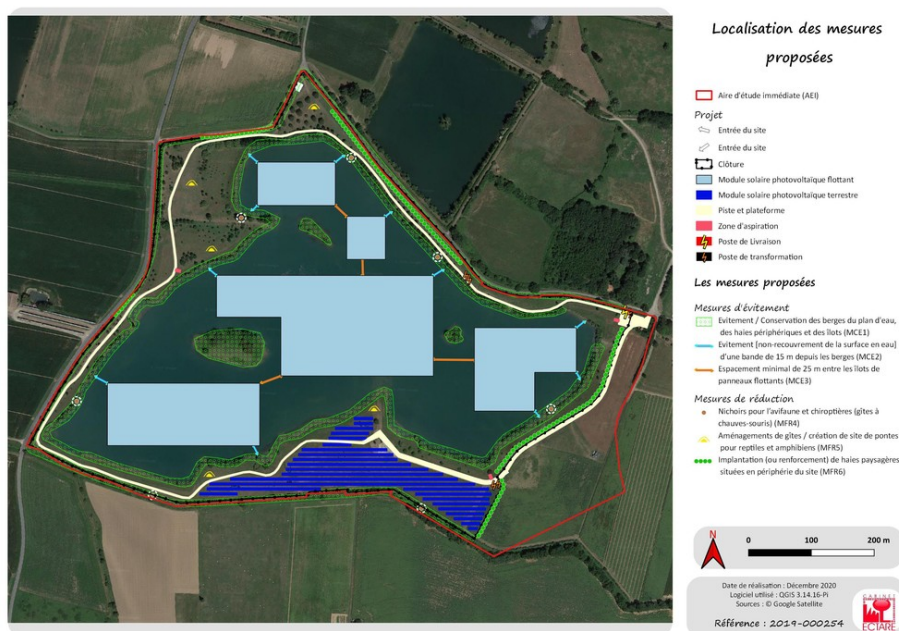 Localisation des mesures
proposées
Aire d'étude immédiate (AEI)
Projet
Entrée du site
Entrée du site
Clôture
Module solaire photovoltaïque flottant
Module solaire photovoltaïque terrestre
Piste et plateforme
Zone d'aspiration
Poste de Livraison
Poste de transformation
Les mesures proposées
Mesures d'évitement
Evitement / Conservation des berges du plan d'eau,
des haies périphériques et des îlots (MCE1)
Evitement [non-recouvrement de la surface en eau]
d'une bande de 15 m depuis les berges (MCE2)
Espacement minimal de 25 m entre les îlots de
panneaux flottants (MCE3)
Mesures de réduction
Nichoirs pour l'avifaune et chiroptières (gîtes à
chauves-souris) (MFR4)
Aménagements de gîtes / création de site de pontes
pour reptiles et amphibiens (MFR5)
Implantation (ou renforcement) de haies paysagères
situées en périphérie du site (MFR6)
N
0 100 200 m
Date de réalisation : Décembre 2020
Logiciel utilisé : QGIS 3.14.16-Pi
Sources : © Google Satellite
Référence : 2019-000254
CABINET
ECTARE